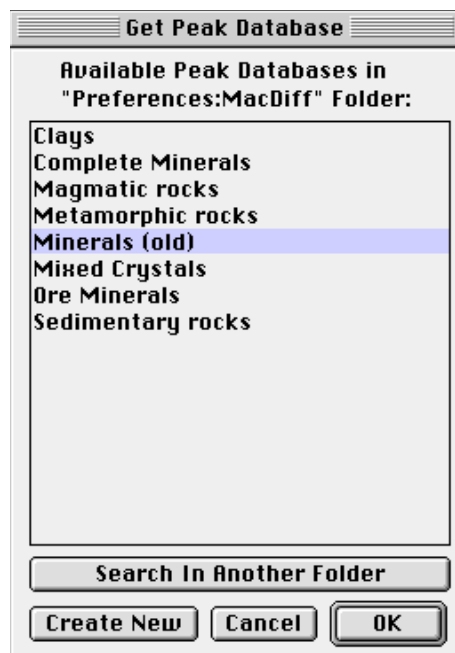 Get Peak Database
Available Peak Databases in
"Preferences:MacDiff" Folder:
Clays
Complete Minerals
Magmatic rocks
Metamorphic rocks
Minerals (old)
Mixed Crystals
Ore Minerals
Sedimentary rocks
Search In Another Folder
Create New Cancel OK